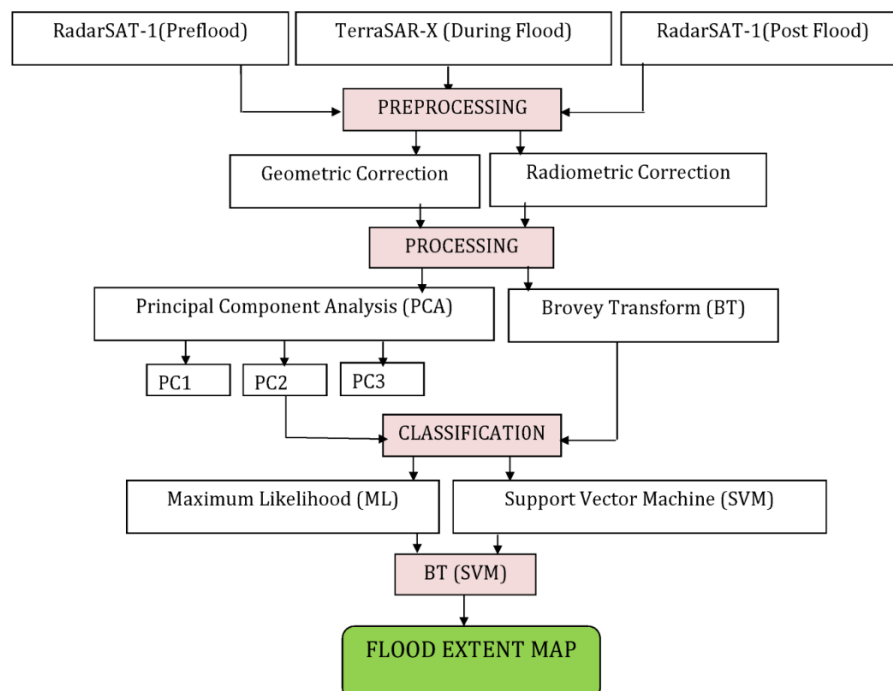 RadarSAT-1(Preflood)
TerraSAR-X (During Flood)
RadarSAT-1(Post Flood)
PREPROCESSING
Geometric Correction
Radiometric Correction
PROCESSING
Principal Component Analysis (PCA)
Brovey Transform (BT)
PC1
PC2
PC3
CLASSIFICATI0N
Maximum Likelihood (ML)
Support Vector Machine (SVM)
BT (SVM)
FLOOD EXTENT MAP